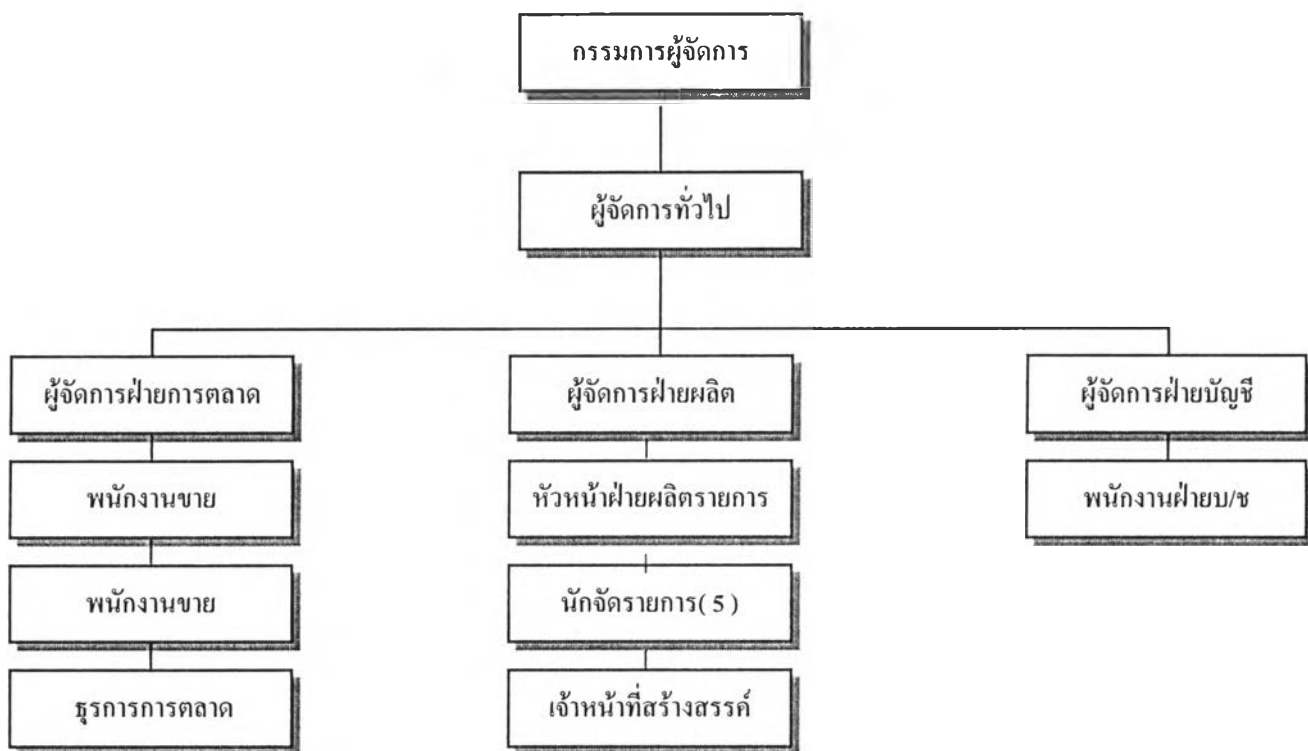 กรรมการผู้จัดการ
ผู้จัดการทั่วไป
ผู้จัดการฝ่ายการตลาด
ผู้จัดการฝ่ายผลิต
ผู้จัดการฝ่ายบัญชี
พนักงานขาย
หัวหน้าฝ่ายผลิตรายการ
พนักงานฝ่ายบ/ช
พนักงานขาย
นักจัดรายการ( 5 )
ธุรการการตลาด
เจ้าหน้าที่สร้างสรรค์